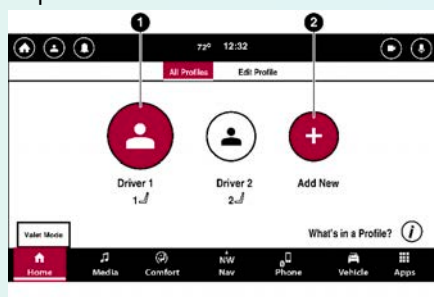 1 2
72° 12:32
All Profiles Edit Profile
Driver 1 Driver 2 Add New
1 2
Valet Mode What's in a Profile? i
NW
Home Media Comfort Nav Phone Vehicle Apps